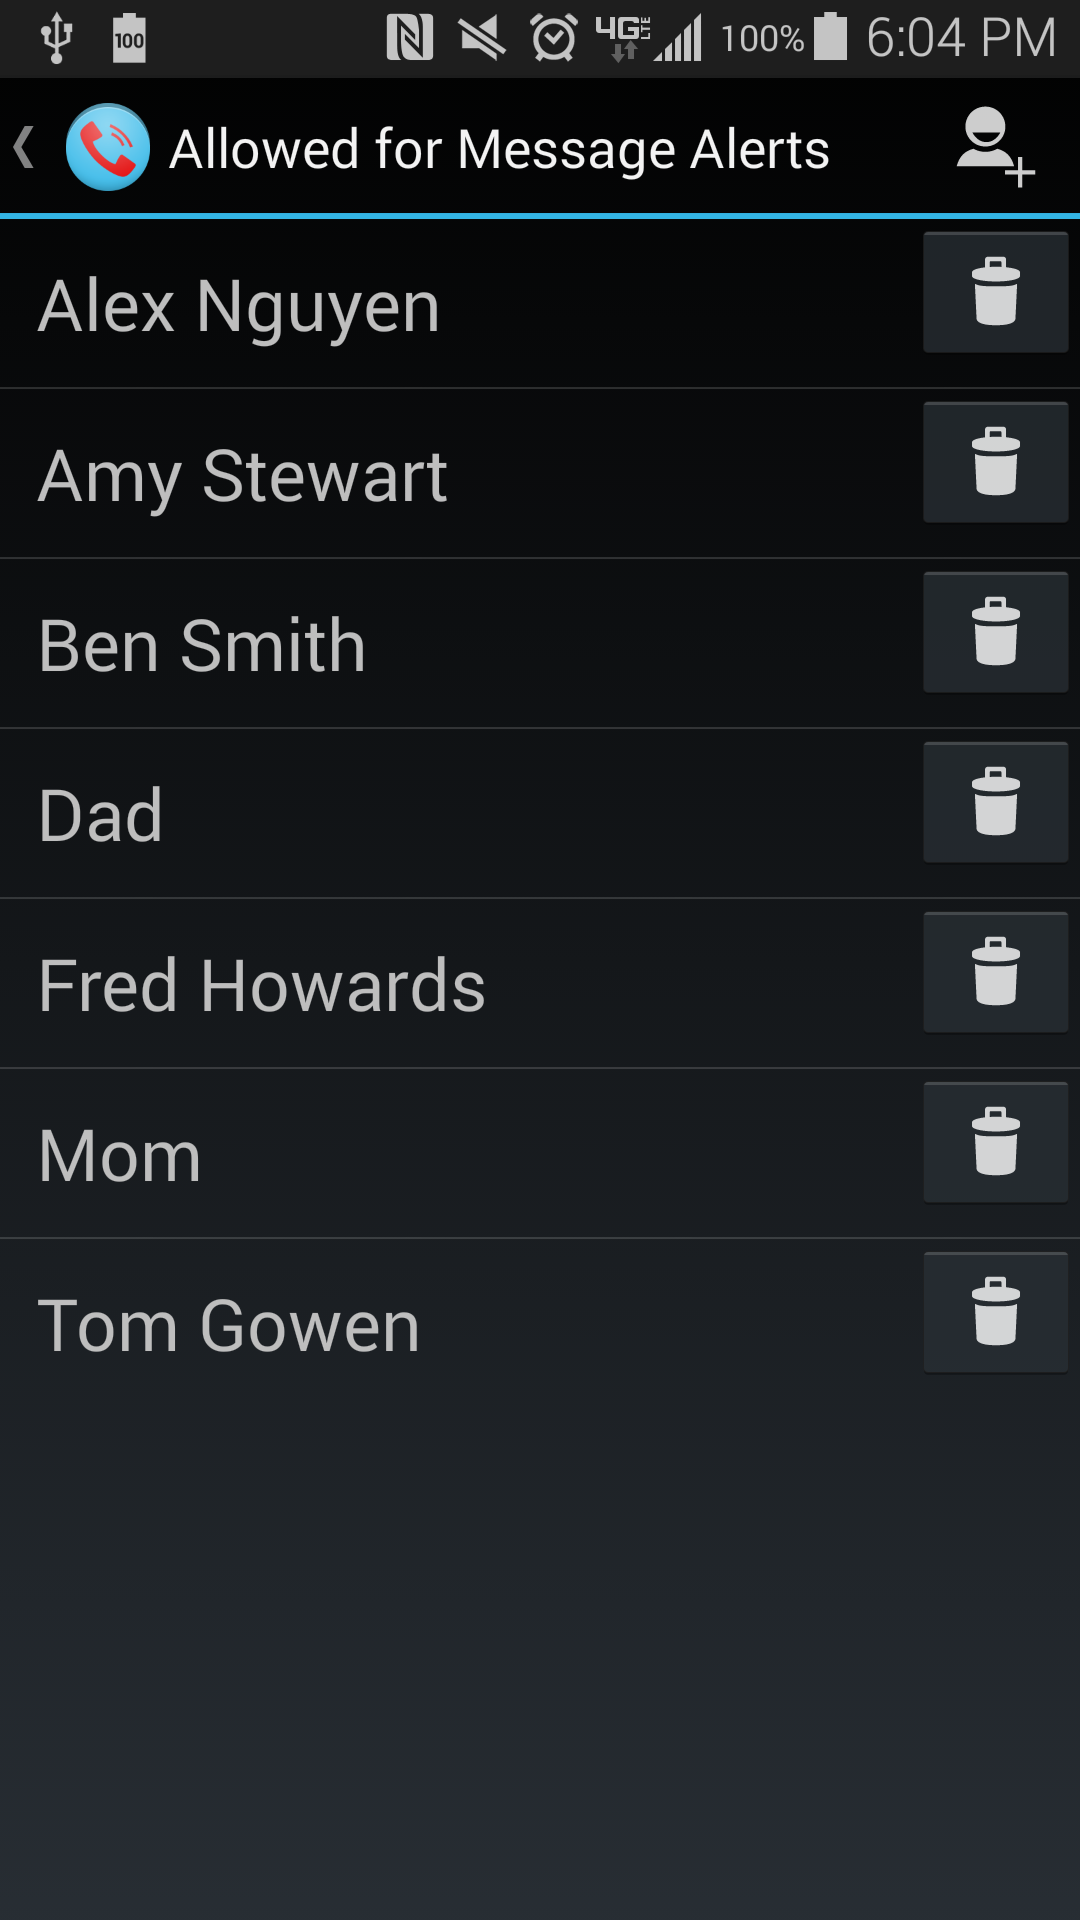 100 4G LTE 100% 6:04 PM
Allowed for Message Alerts
Alex Nguyen
Amy Stewart
Ben Smith
Dad
Fred Howards
Mom
Tom Gowen